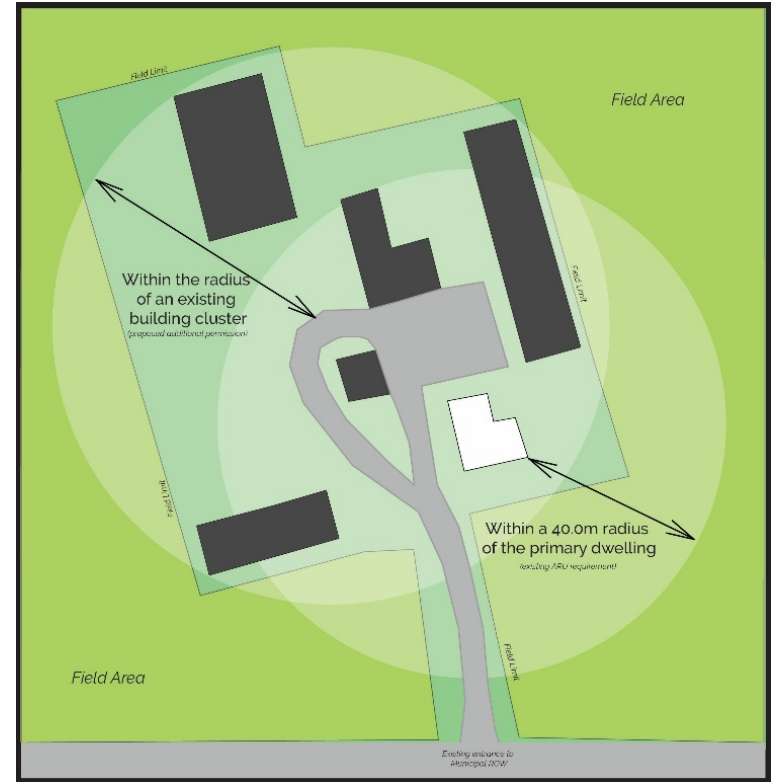 Field Limit
Field Area
Within the radius
of an existing
building cluster
(proposed additional permission)
Field Limit
Field Limit
Within a 40.0m radius
of the primary dwelling
(existing ARU requirement)
Field Limit
Field Area
Existing entrance to
Municipal ROW